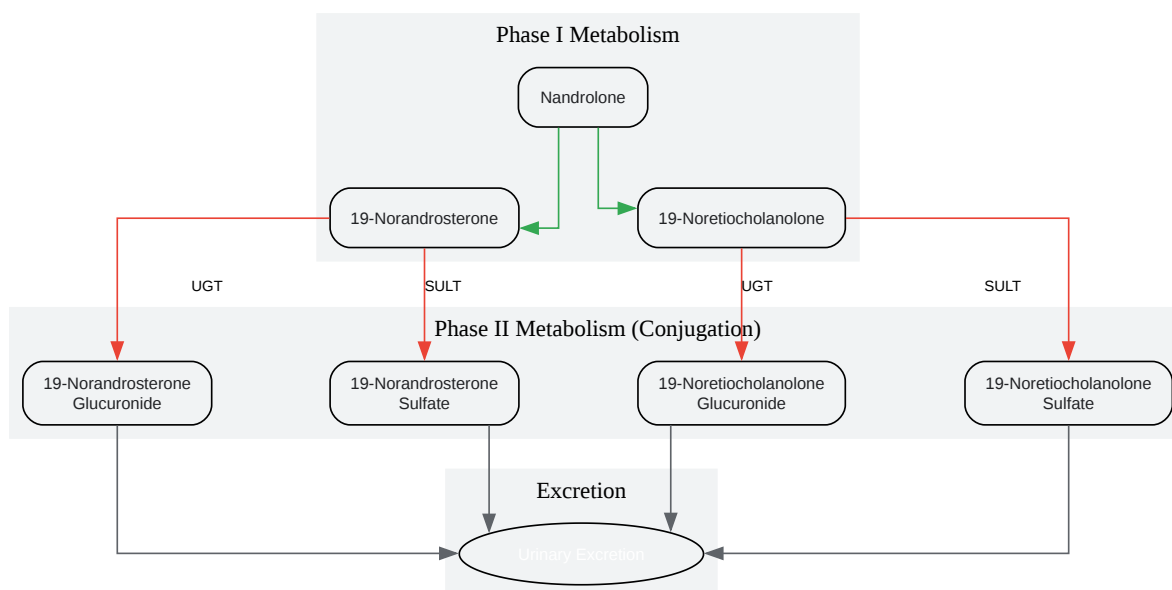 Phase I Metabolism
Nandrolone
19-Norandrosterone
19-Noretiocholanolone
UGT
SULT
UGT
SULT
Phase II Metabolism (Conjugation)
19-Norandrosterone
Glucuronide
19-Norandrosterone
Sulfate
19-Noretiocholanolone
Glucuronide
19-Noretiocholanolone
Sulfate
Excretion
Urinary Excretion